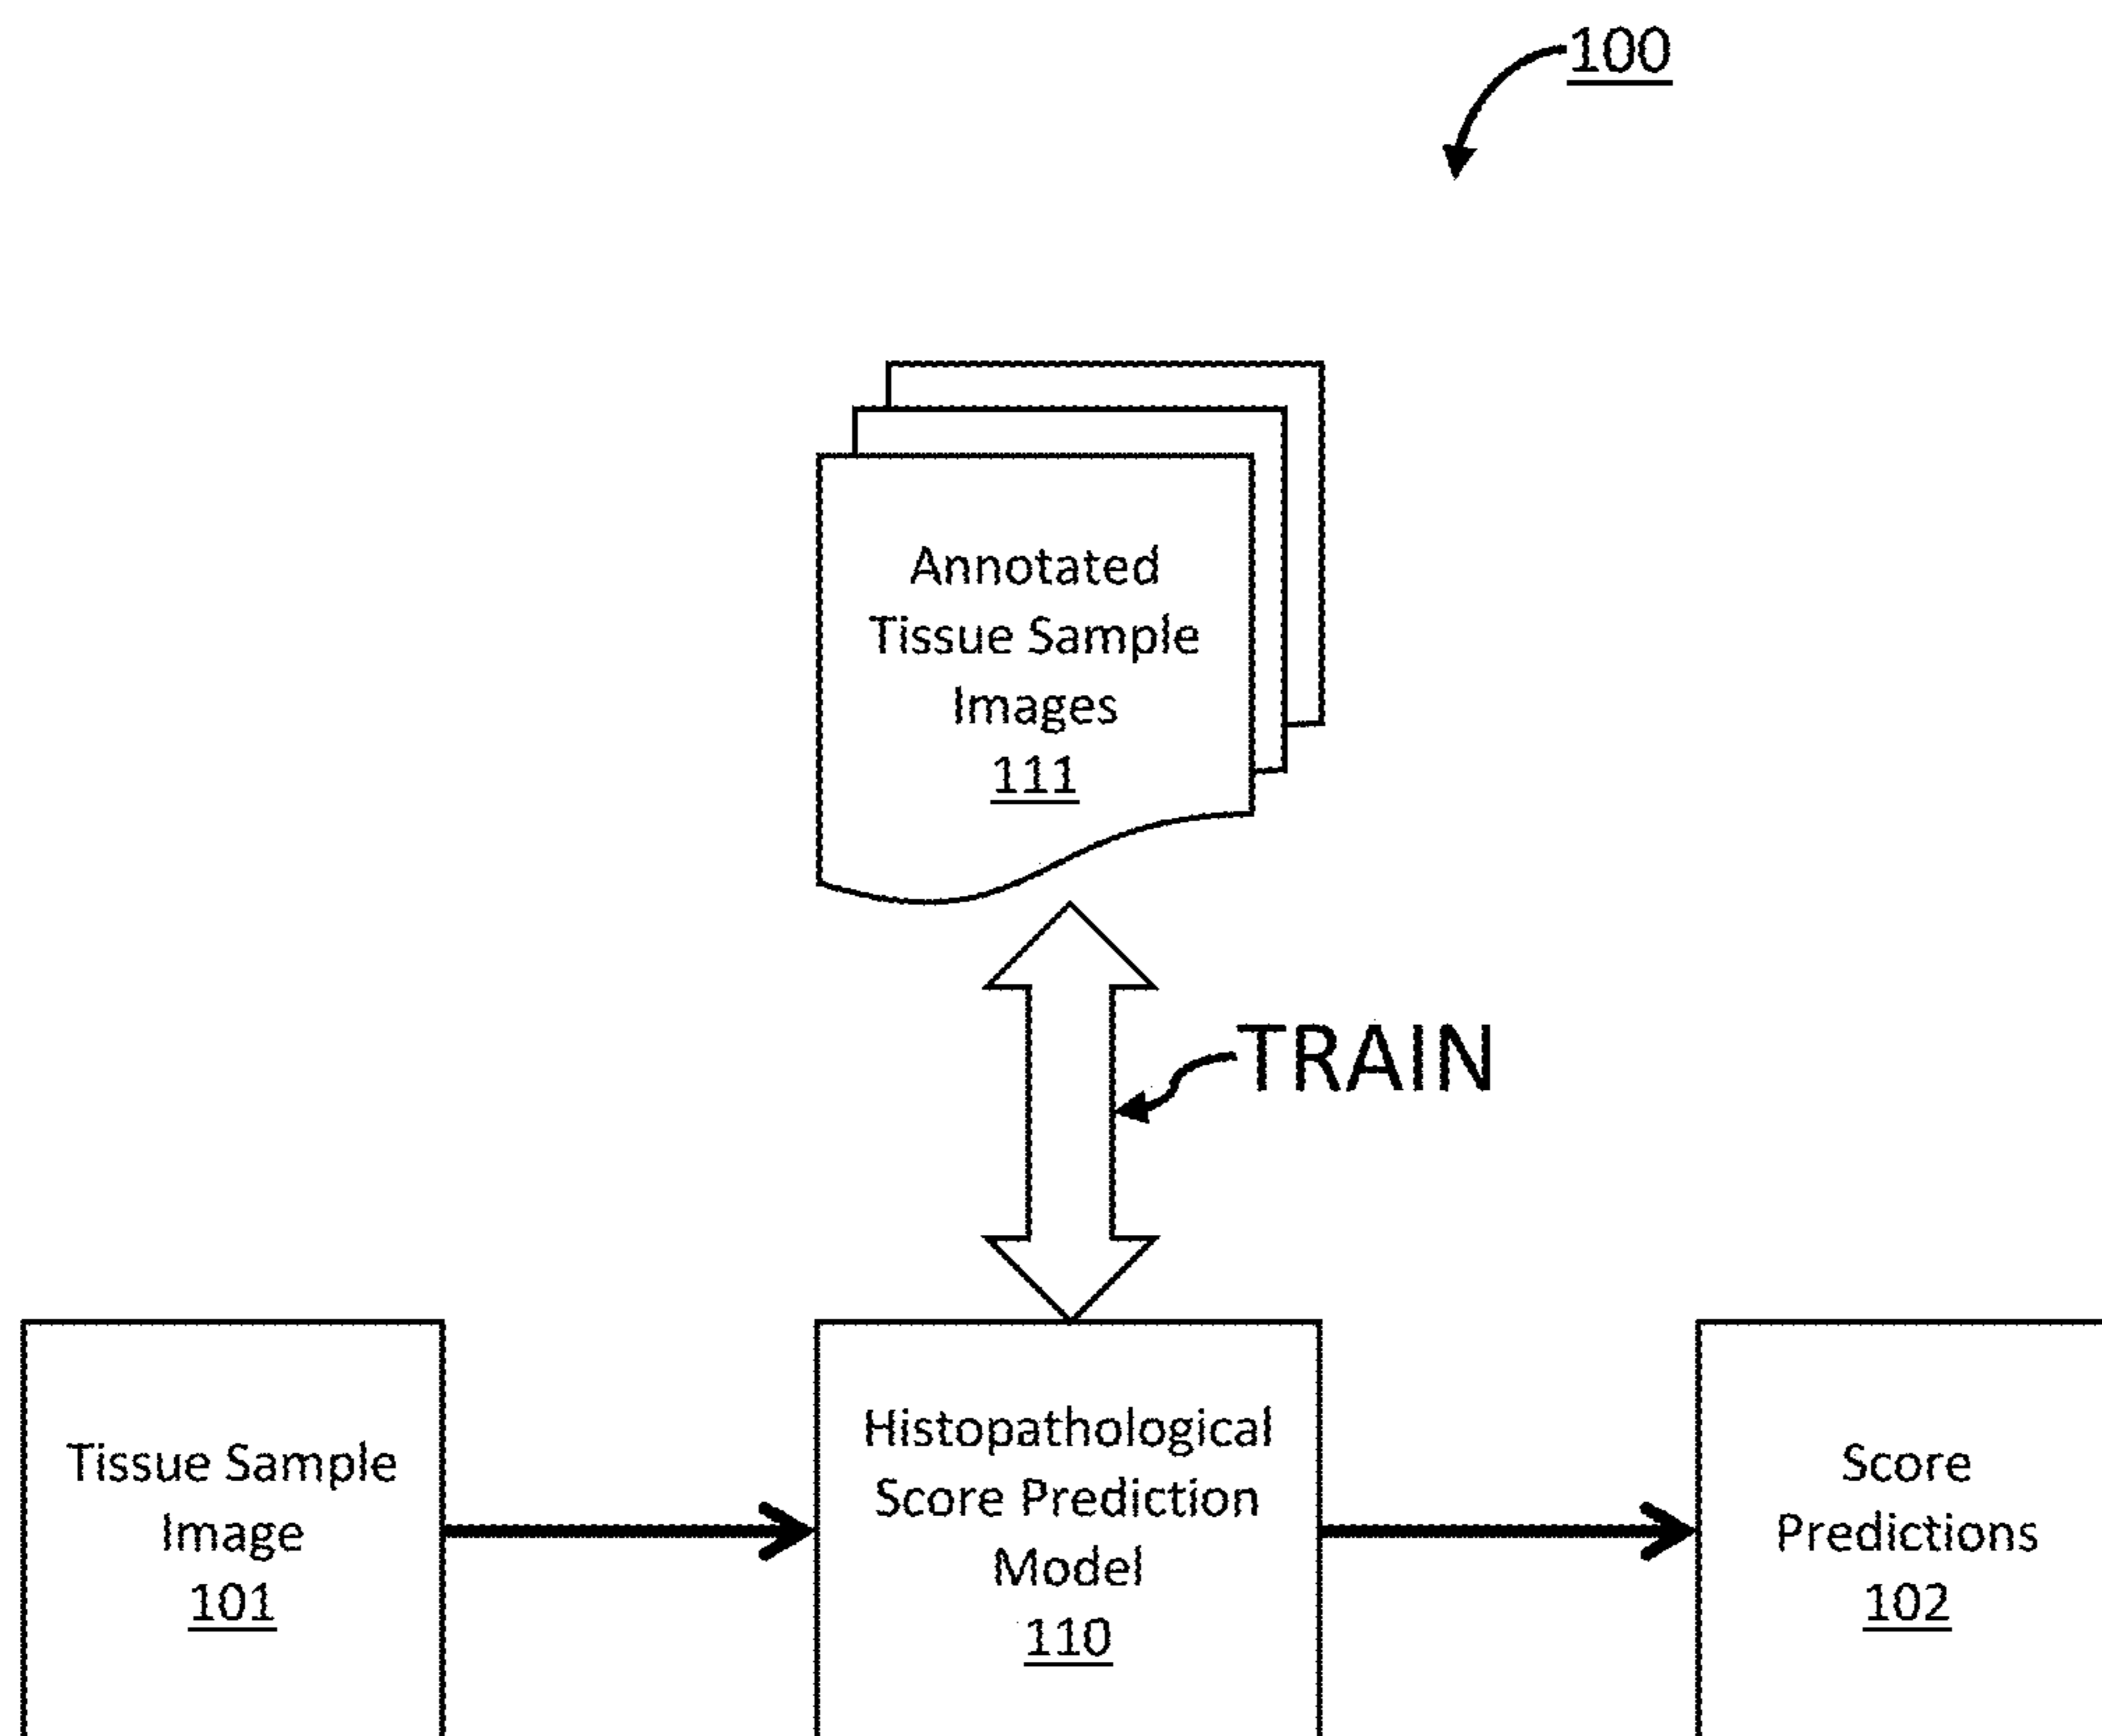 100
Annotated
Tissue Sample
Images
111
TRAIN
Tissue Sample
Image
101
Histopathological
Score Prediction
Model
110
Score
Predictions
102